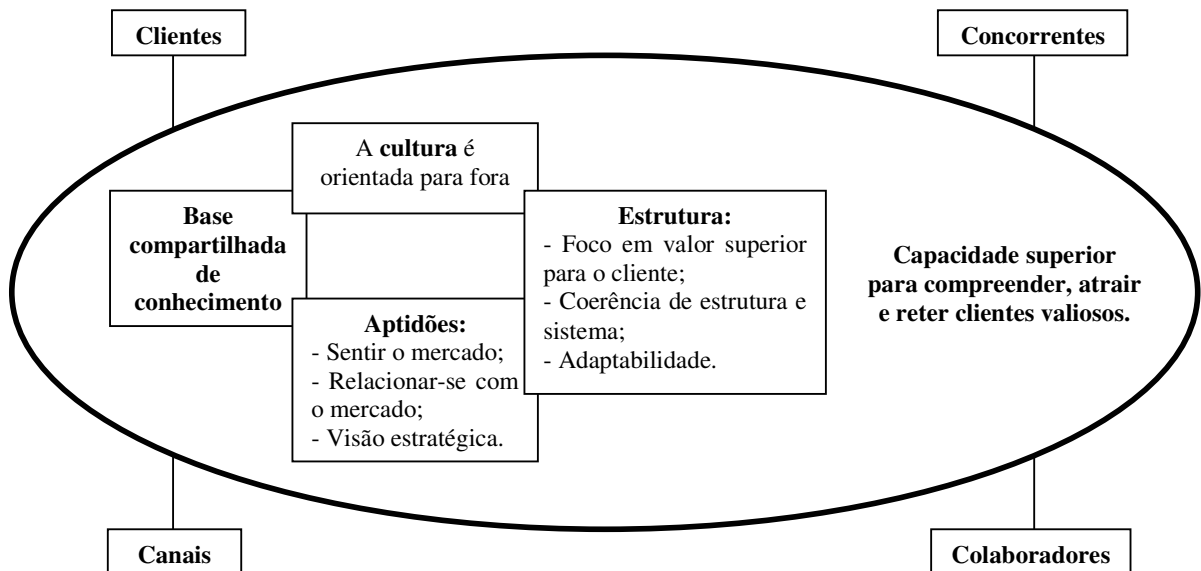 Clientes
Concorrentes
A cultura é
orientada para fora
Base
compartilhada
de
conhecimento
Estrutura:
- Foco em valor superior
para o cliente;
- Coerência de estrutura e
sistema;
- Adaptabilidade.
Capacidade superior
para compreender, atrair
e reter clientes valiosos.
Aptidões:
- Sentir o mercado;
- Relacionar-se com
o mercado;
- Visão estratégica.
Canais
Colaboradores